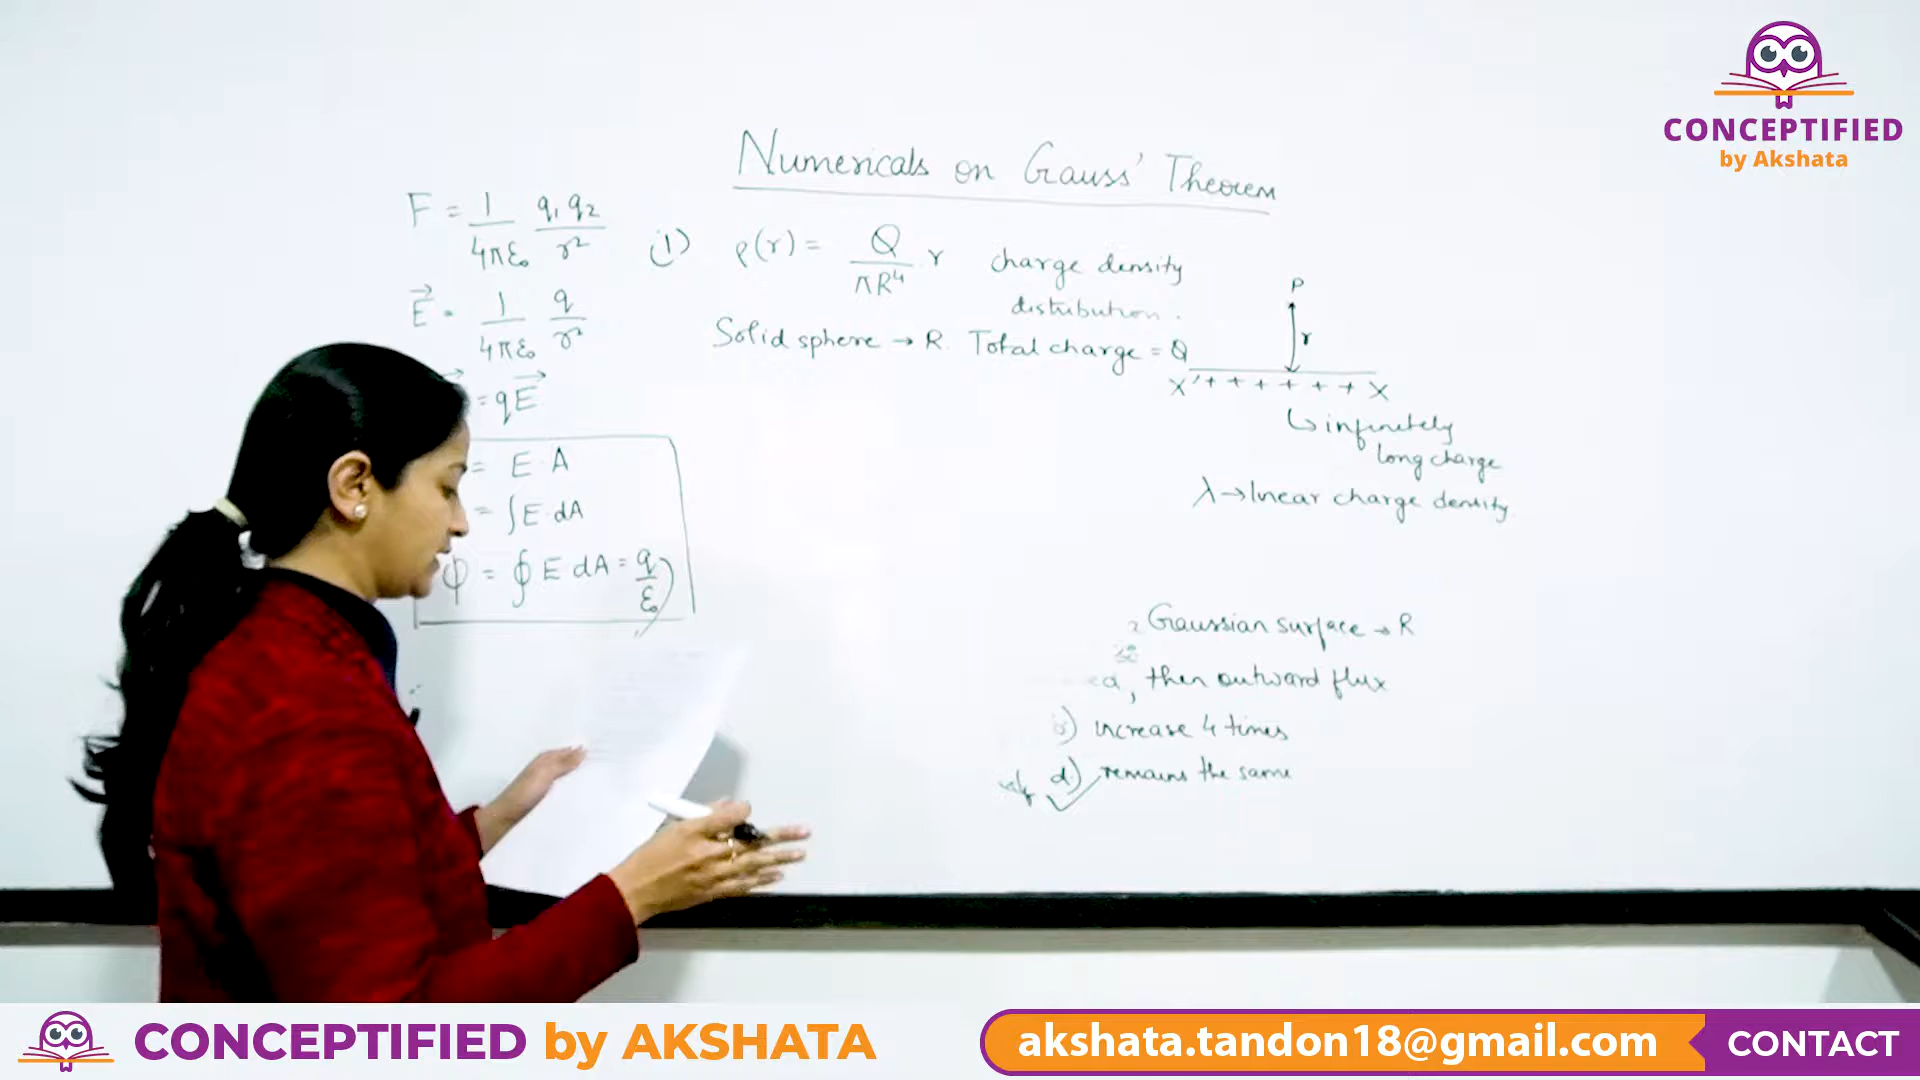 CONCEPTIFIED
by Akshata
Numericals on Gauss' Theorem
F = 1/4πε₀ q₁q₂/r²
E⃗ = 1/4πε₀ q/r²
= qE⃗
= E·A
= ∫E·dA
φ = ∮E dA = q/ε₀
(1) ρ(r) = Q/πR⁴ r charge density
distribution.
Solid sphere → R. Total charge = Q
P
r
X' + + + + + + X
↳ infinitely
long charge
λ → linear charge density
Gaussian surface → R
, then outward flux
) increase 4 times
d) remains the same
CONCEPTIFIED by AKSHATA
akshata.tandon18@gmail.com
CONTACT